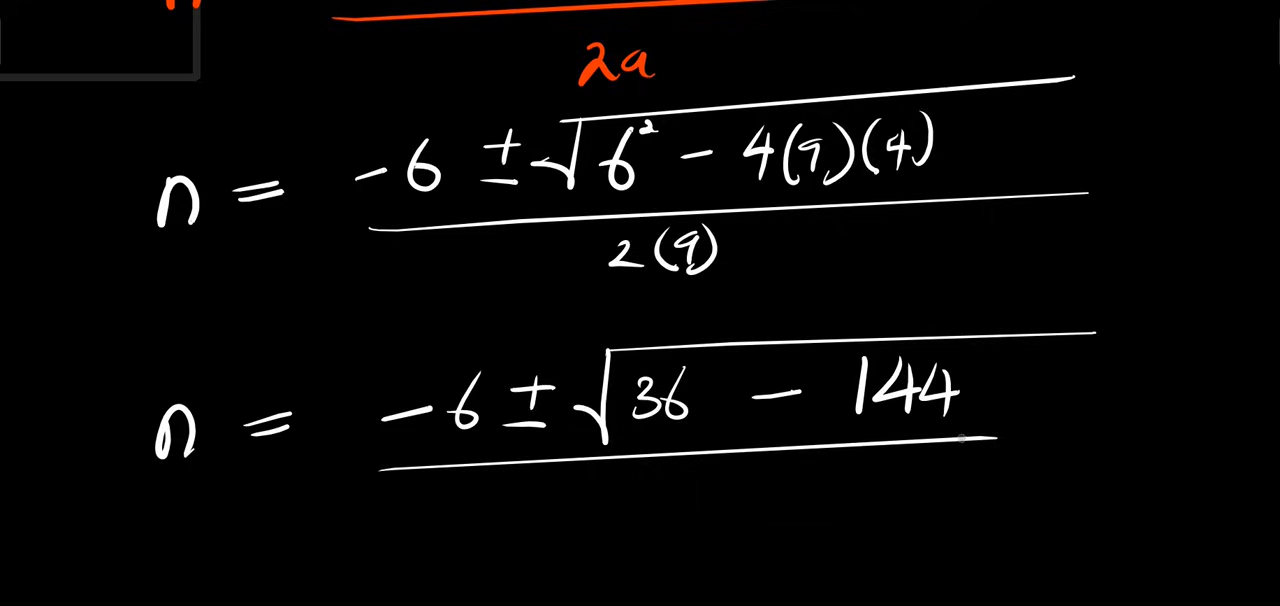 2a
n = -6 ± √6² - 4(9)(4)
2(9)
n = -6 ± √36 - 144